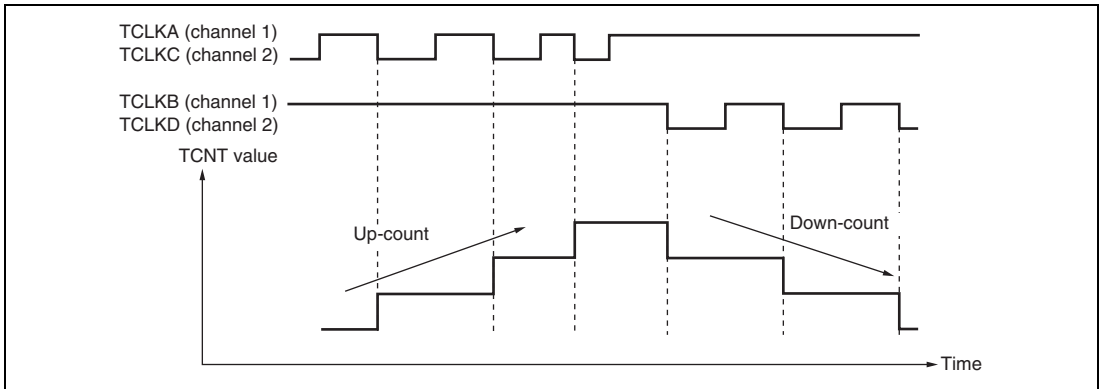 TCLKA (channel 1)
TCLKC (channel 2)
TCLKB (channel 1)
TCLKD (channel 2)
TCNT value
Up-count
Down-count
Time